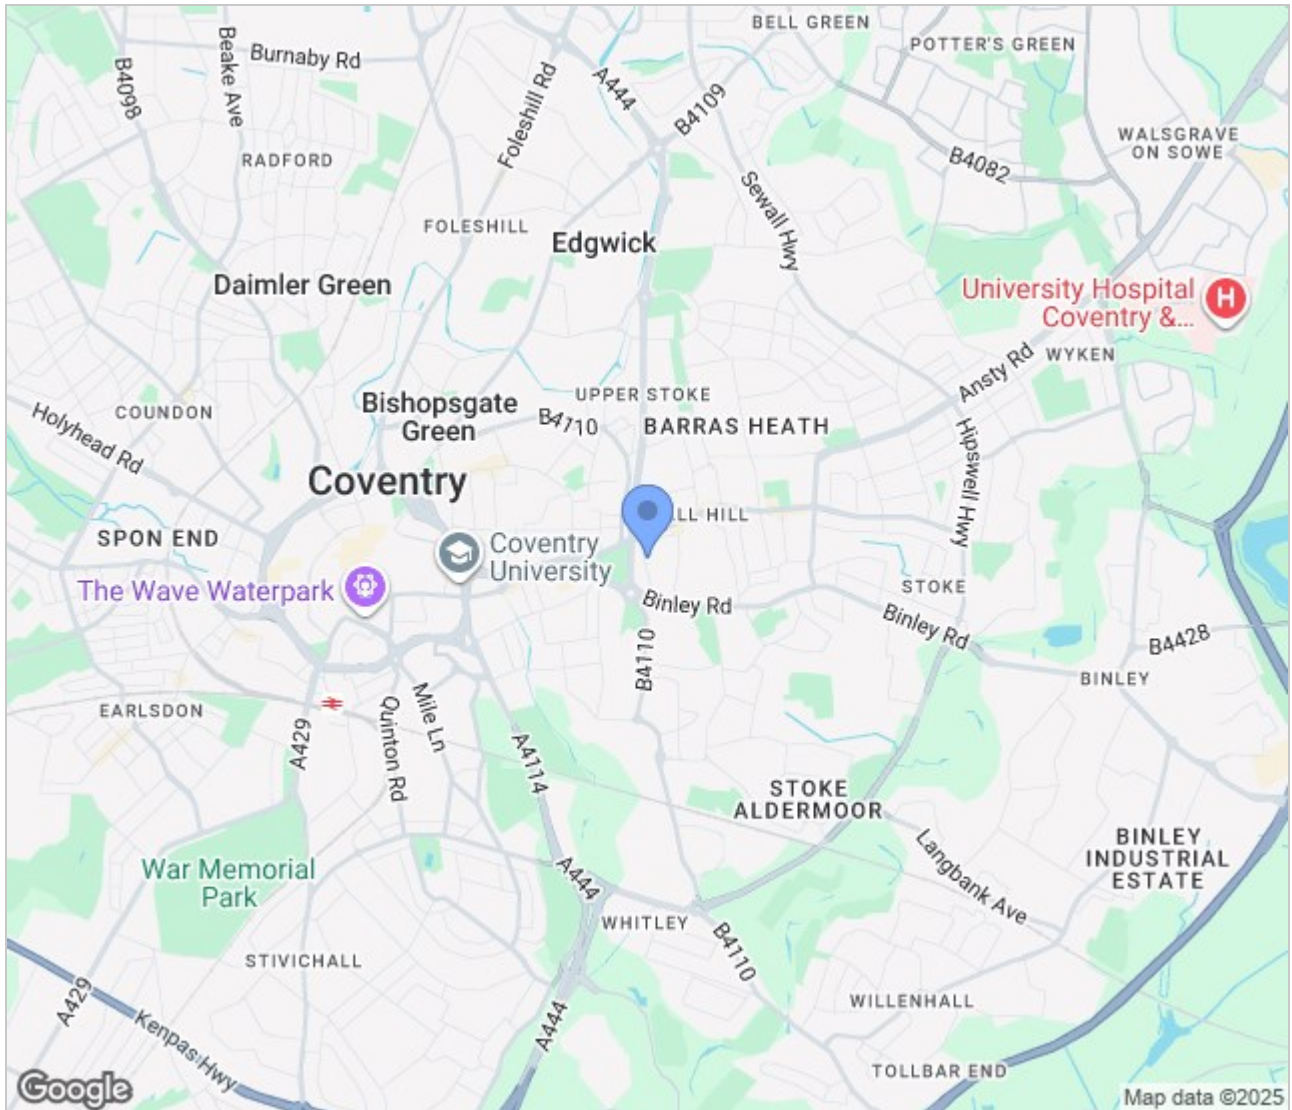 BELL GREEN
POTTER'S GREEN
Burnaby Rd
Beake Ave
B4098
Foleshill Rd
A444
B4109
WALSGRAVE
ON SOWE
B4082
RADFORD
Sewall Hwy
FOLESHILL
Edgwick
Daimler Green
University Hospital
Coventry &...
H
WYKEN
Ansty Rd
UPPER STOKE
Bishopsgate
Green
COUNDON
B4110
BARRAS HEATH
Holyhead Rd
Hipswell Hwy
Coventry
LL HILL
SPON END
Coventry
University
The Wave Waterpark
STOKE
Binley Rd
Binley Rd
B4428
B4110
BINLEY
EARLSDON
Mile Ln
Quinton Rd
A429
A4114
STOKE
ALDERMOOR
BINLEY
INDUSTRIAL
ESTATE
Langbank Ave
War Memorial
Park
A444
WHITLEY
B4110
STIVICHALL
WILLENHALL
A429
Kenpas Hwy
A444
TOLLBAR END
Google
Map data ©2025